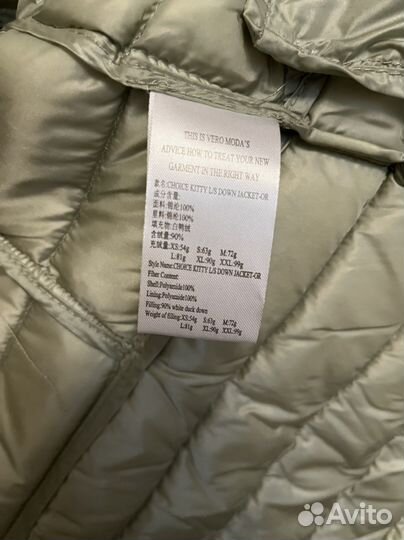 THIS IS VERO MODA'S
ADVICE HOW TO TREAT YOUR NEW
GARMENT IN THE RIGHT WAY
款名:CHOICE KITTY L/S DOWN JACKET-OR
成分含量:
面料:锦纶100%
里料:锦纶100%
填充物:白鸭绒
含绒量:90%
充绒量:XS:54g S:63g M:72g
L:81g XL:90g XXL:99g
Style Name:CHOICE KITTY L/S DOWN JACKET-OR
Fiber Content:
Shell:Polyamide100%
Lining:Polyamide100%
Filling:90% white duck down
Weight of filling:XS:54g S:63g M:72g
L:81g XL:90g XXL:99g
Avito